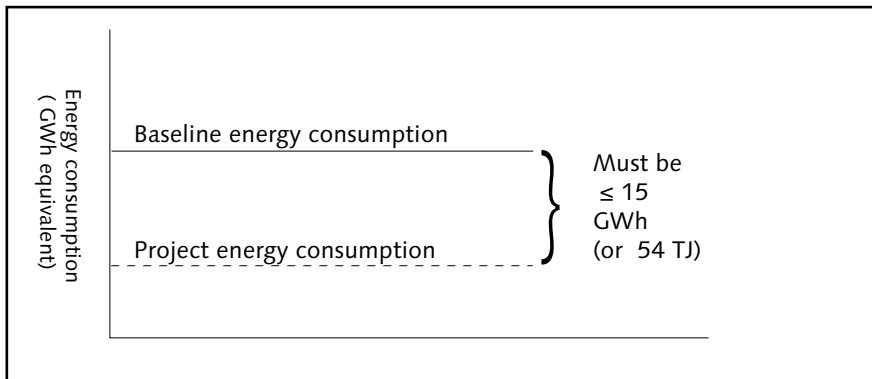 Energy consumption
( GWh equivalent)
Baseline energy consumption
Project energy consumption
Must be
≤ 15
GWh
(or 54 TJ)